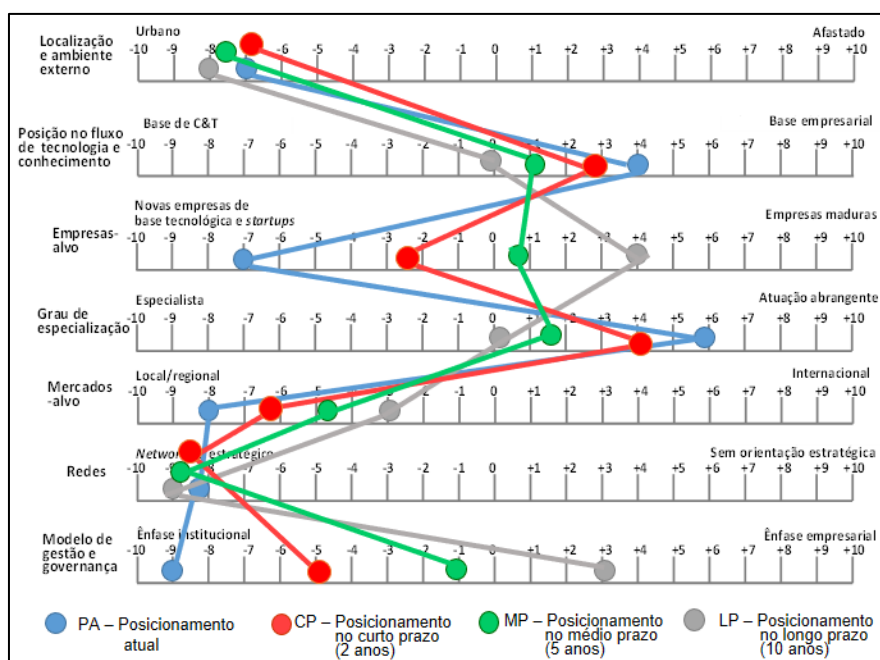 Localização
e ambiente
externo
Urbano
Afastado
-10 -9 -8 -7 -6 -5 -4 -3 -2 -1 0 +1 +2 +3 +4 +5 +6 +7 +8 +9 +10
Posição no fluxo
de tecnologia e
conhecimento
Base de C&T
Base empresarial
-10 -9 -8 -7 -6 -5 -4 -3 -2 -1 0 +1 +2 +3 +4 +5 +6 +7 +8 +9 +10
Empresas-
alvo
Novas empresas de
base tecnológica e startups
Empresas maduras
-10 -9 -8 -7 -6 -5 -4 -3 -2 -1 0 +1 +2 +3 +4 +5 +6 +7 +8 +9 +10
Grau de
especialização
Especialista
Atuação abrangente
-10 -9 -8 -7 -6 -5 -4 -3 -2 -1 0 +1 +2 +3 +4 +5 +6 +7 +8 +9 +10
Mercados
-alvo
Local/regional
Internacional
-10 -9 -8 -7 -6 -5 -4 -3 -2 -1 0 +1 +2 +3 +4 +5 +6 +7 +8 +9 +10
Redes
estratégico
Sem orientação estratégica
-10 -9 -8 -7 -6 -5 -4 -3 -2 -1 0 +1 +2 +3 +4 +5 +6 +7 +8 +9 +10
Modelo de
gestão e
governança
Ênfase institucional
Ênfase empresarial
-10 -9 -8 -7 -6 -5 -4 -3 -2 -1 0 +1 +2 +3 +4 +5 +6 +7 +8 +9 +10
PA – Posicionamento
atual
CP – Posicionamento
no curto prazo
(2 anos)
MP – Posicionamento
no médio prazo
(5 anos)
LP – Posicionamento
no longo prazo
(10 anos)